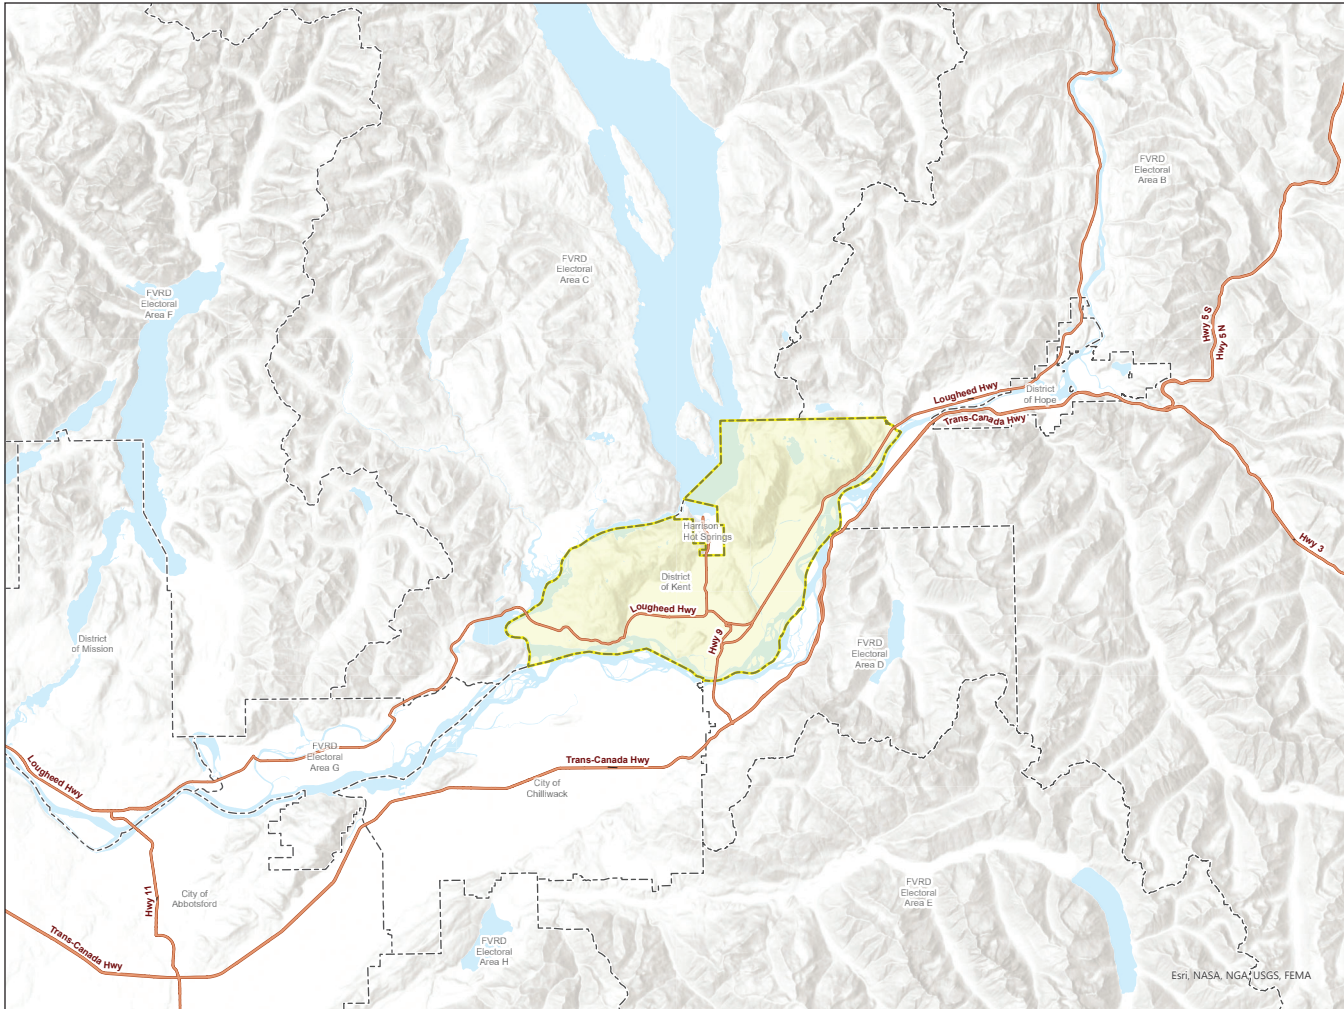 FVRD
Electoral
Area B
FVRD
Electoral
Area C
FVRD
Electoral
Area F
Hwy 5 S
Hwy 5 N
Lougheed Hwy
District
of Hope
Trans-Canada Hwy
Harrison
Hot Springs
Hwy 3
District
of Kent
Lougheed Hwy
District
of Mission
Hwy 9
FVRD
Electoral
Area D
FVRD
Electoral
Area G
Lougheed Hwy
Trans-Canada Hwy
City of
Chilliwack
City of
Abbotsford
Hwy 11
FVRD
Electoral
Area E
Trans-Canada Hwy
FVRD
Electoral
Area H
Esri, NASA, NGA, USGS, FEMA